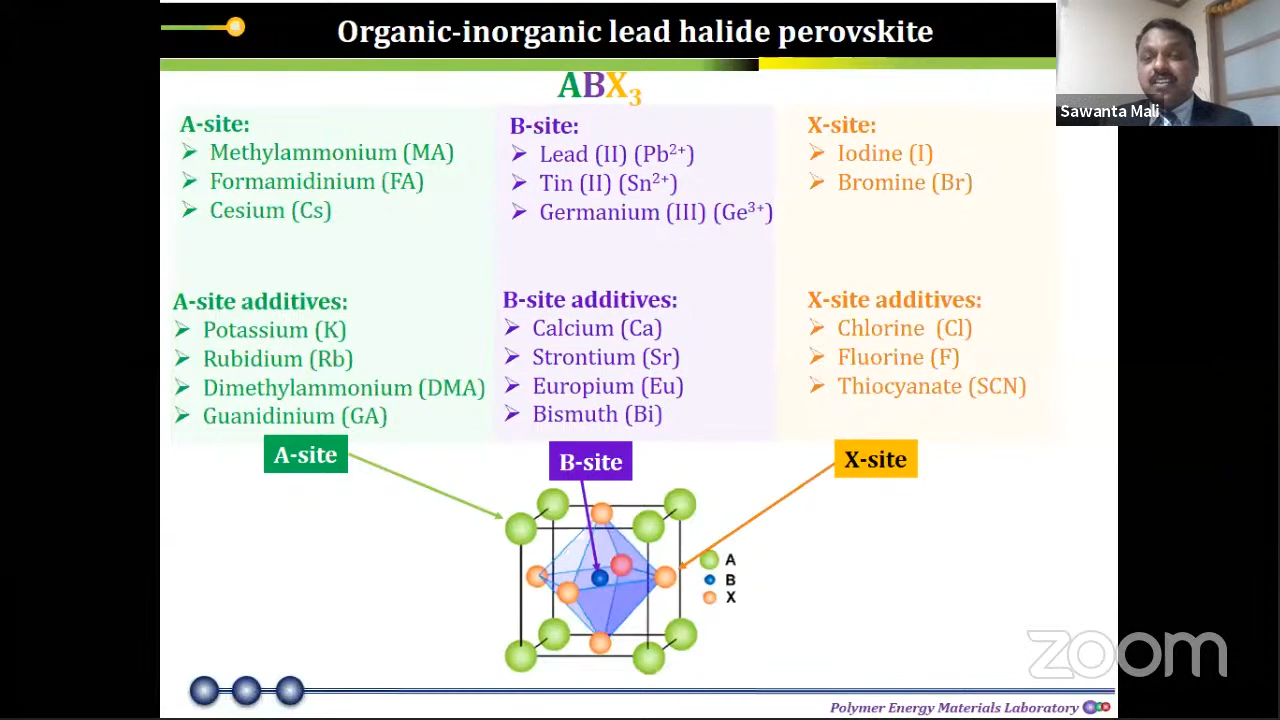 Organic-inorganic lead halide perovskite
ABX3
Sawanta Mali
A-site:
➢ Methylammonium (MA)
➢ Formamidinium (FA)
➢ Cesium (Cs)
B-site:
➢ Lead (II) (Pb²⁺)
➢ Tin (II) (Sn²⁺)
➢ Germanium (III) (Ge³⁺)
X-site:
➢ Iodine (I)
➢ Bromine (Br)
A-site additives:
➢ Potassium (K)
➢ Rubidium (Rb)
➢ Dimethylammonium (DMA)
➢ Guanidinium (GA)
B-site additives:
➢ Calcium (Ca)
➢ Strontium (Sr)
➢ Europium (Eu)
➢ Bismuth (Bi)
X-site additives:
➢ Chlorine (Cl)
➢ Fluorine (F)
➢ Thiocyanate (SCN)
A-site
B-site
X-site
A
B
X
zoom
Polymer Energy Materials Laboratory